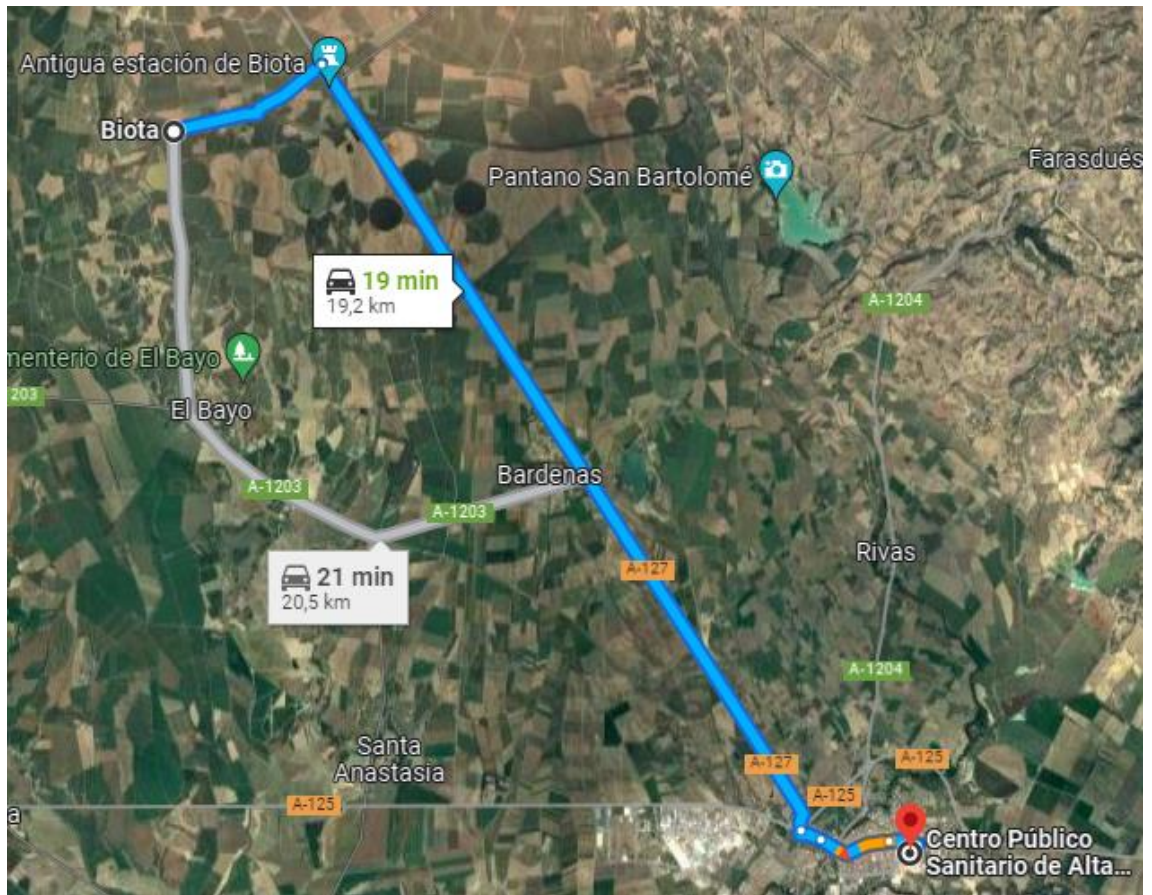 Antigua estación de Biota
Biota
Farasdués
Pantano San Bartolomé
19 min
19,2 km
A-1204
menterio de El Bayo
203
El Bayo
Bardenas
A-1203
A-1203
A-127
Rivas
21 min
20,5 km
A-1204
Santa
Anastasia
A-127
A-125
A-125
A-125
a
Centro Público
Sanitario de Alta...